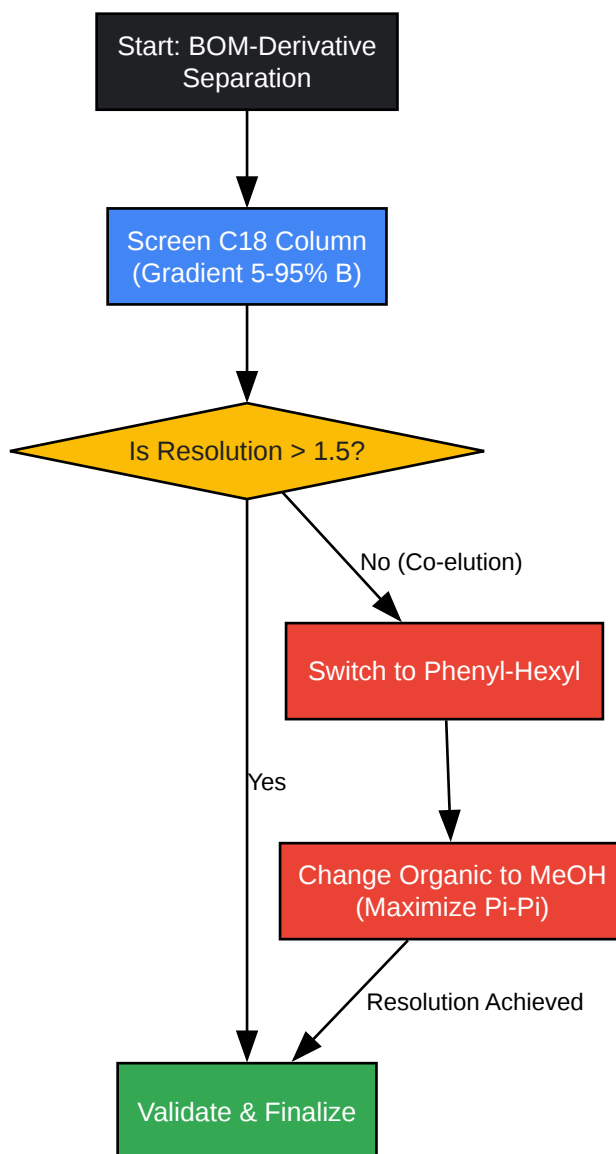 Start: BOM-Derivative
Separation
Screen C18 Column
(Gradient 5-95% B)
Is Resolution > 1.5?
No (Co-elution)
Switch to Phenyl-Hexyl
Yes
Change Organic to MeOH
(Maximize Pi-Pi)
Resolution Achieved
Validate & Finalize